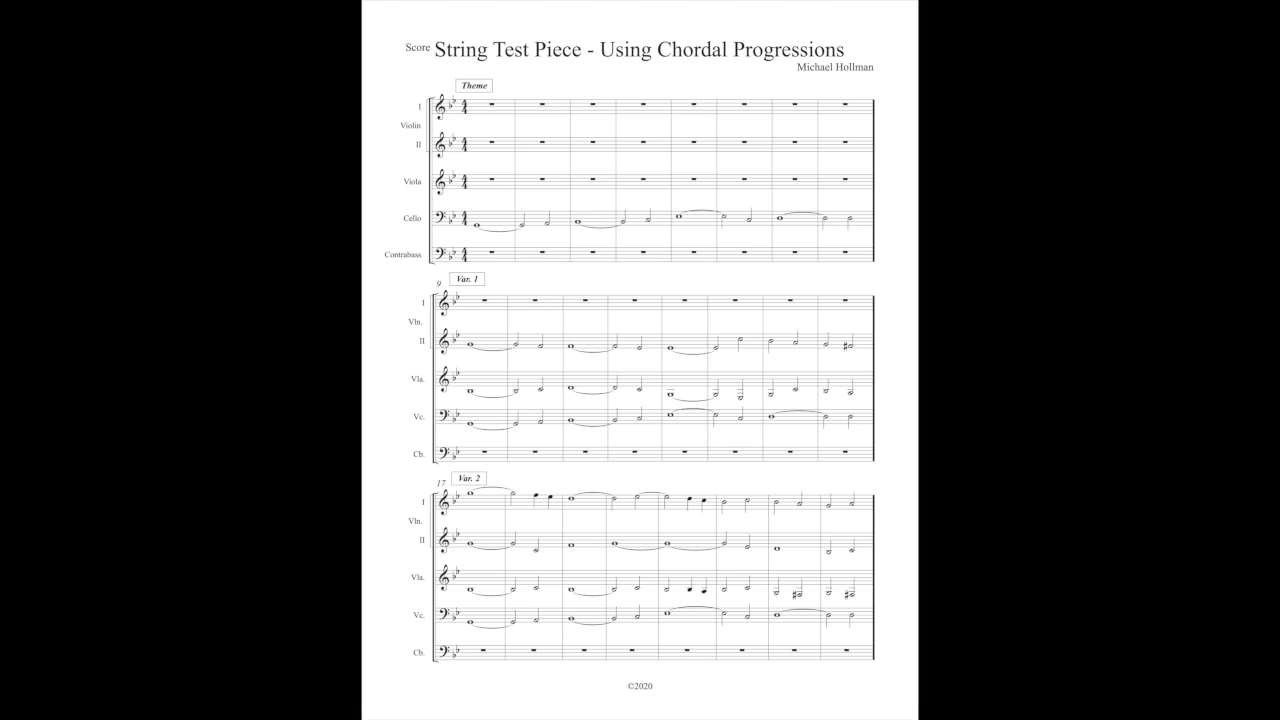 Score String Test Piece - Using Chordal Progressions
Michael Hollman
Theme
I
Violin
II
Viola
Cello
Contrabass
9 Var. 1
I
Vln.
II
Vla.
Vc.
Cb.
17 Var. 2
I
Vln.
II
Vla.
Vc.
Cb.
©2020